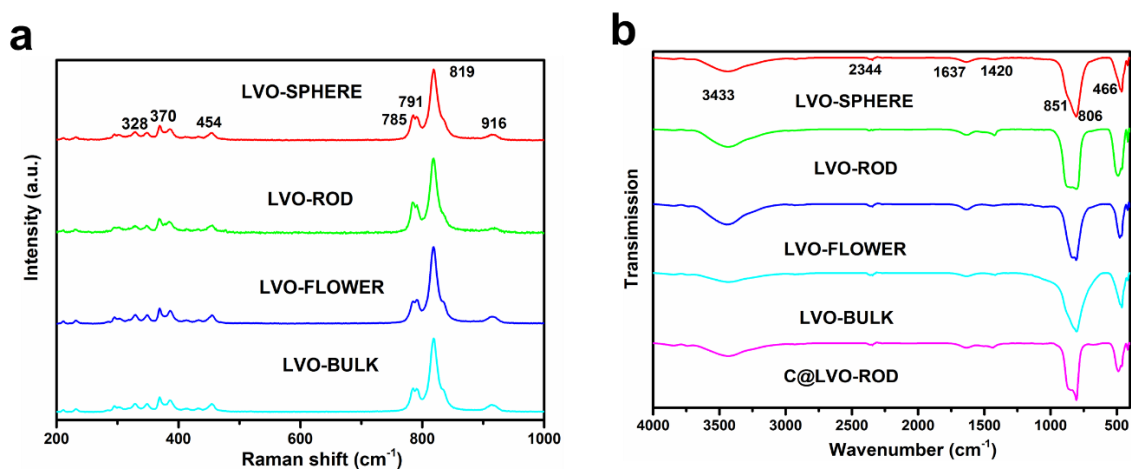 a
LVO-SPHERE
328
370
454
785
791
819
916
LVO-ROD
LVO-FLOWER
LVO-BULK
Intensity (a.u.)
200
400
600
800
1000
Raman shift (cm-1)
b
3433
2344
1637
1420
851
806
466
LVO-SPHERE
LVO-ROD
LVO-FLOWER
LVO-BULK
C@LVO-ROD
Transimission
4000
3500
3000
2500
2000
1500
1000
500
Wavenumber (cm-1)